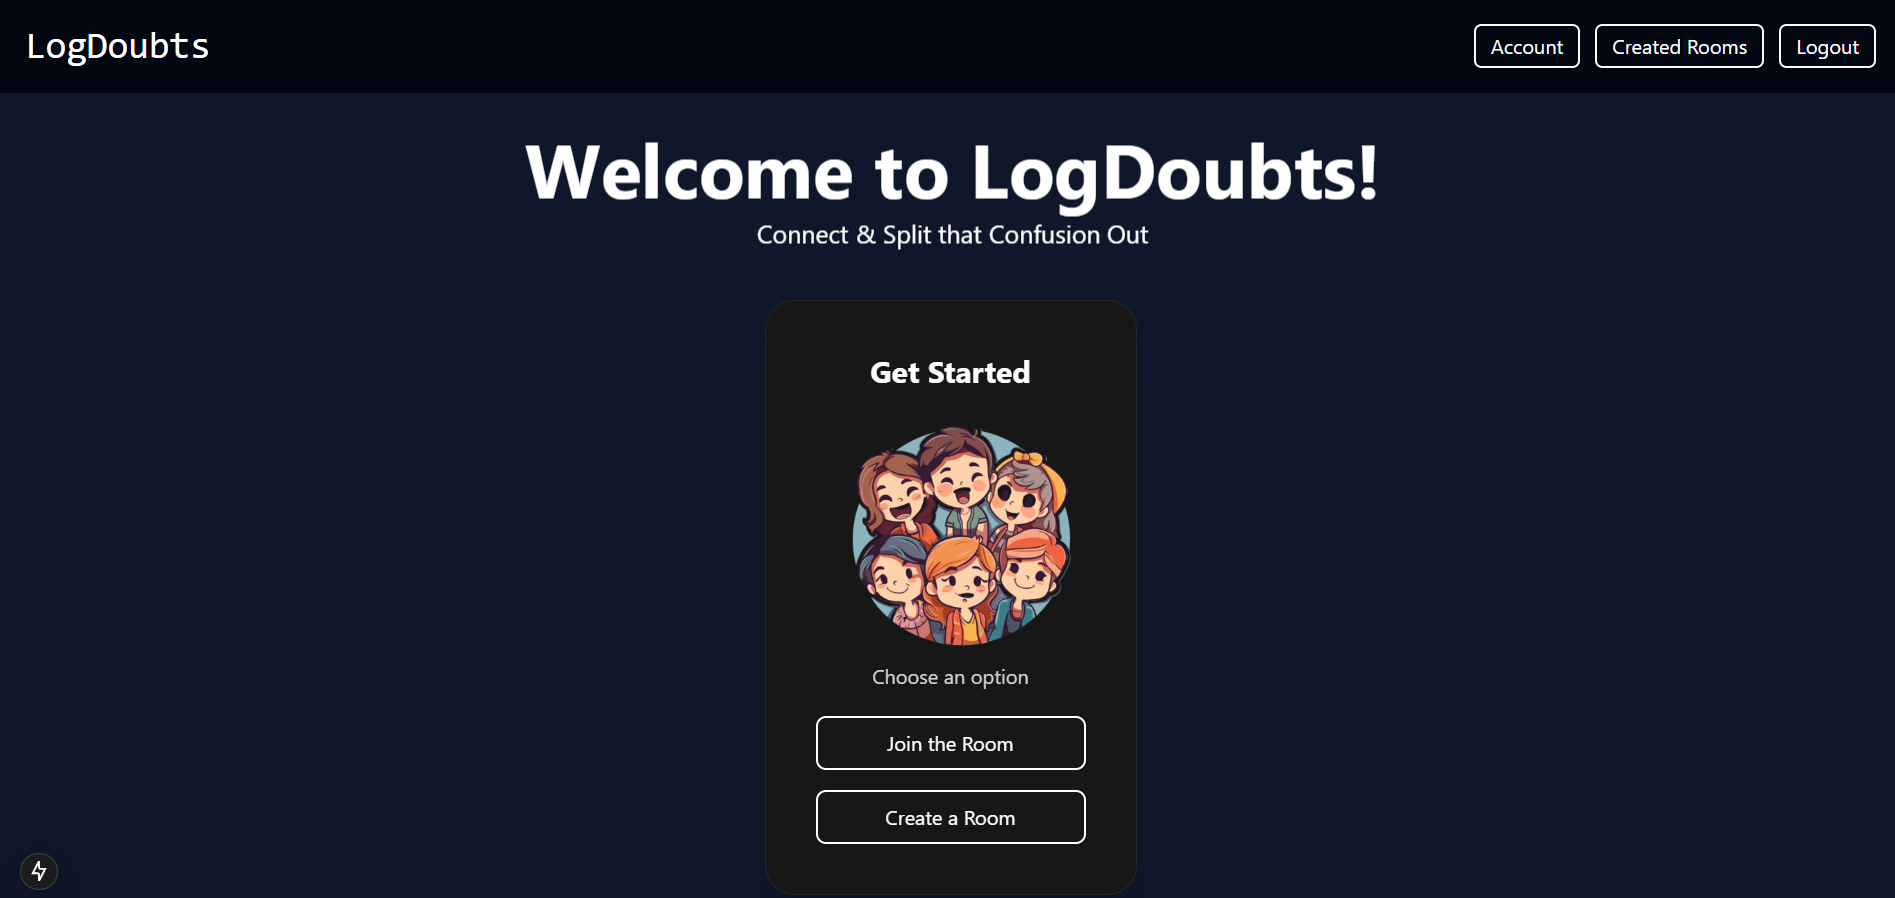 LogDoubts
Account
Created Rooms
Logout
Welcome to LogDoubts!
Connect & Split that Confusion Out
Get Started
Choose an option
Join the Room
Create a Room